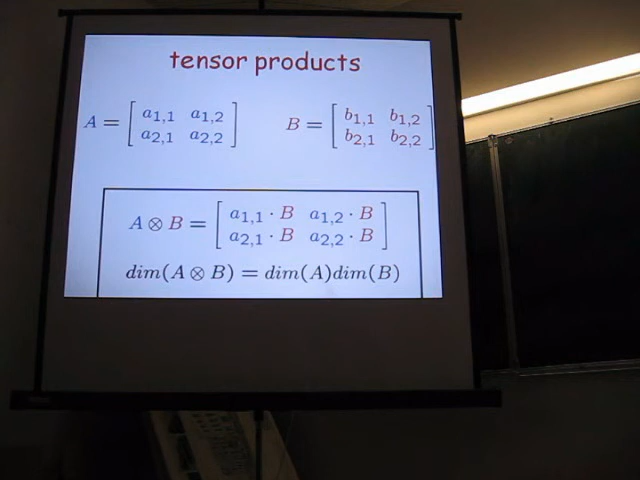 tensor products
A = [ a1,1 a1,2 ] B = [ b1,1 b1,2 ]
[ a2,1 a2,2 ] [ b2,1 b2,2 ]
A ⊗ B = [ a1,1 · B a1,2 · B ]
[ a2,1 · B a2,2 · B ]
dim(A ⊗ B) = dim(A)dim(B)